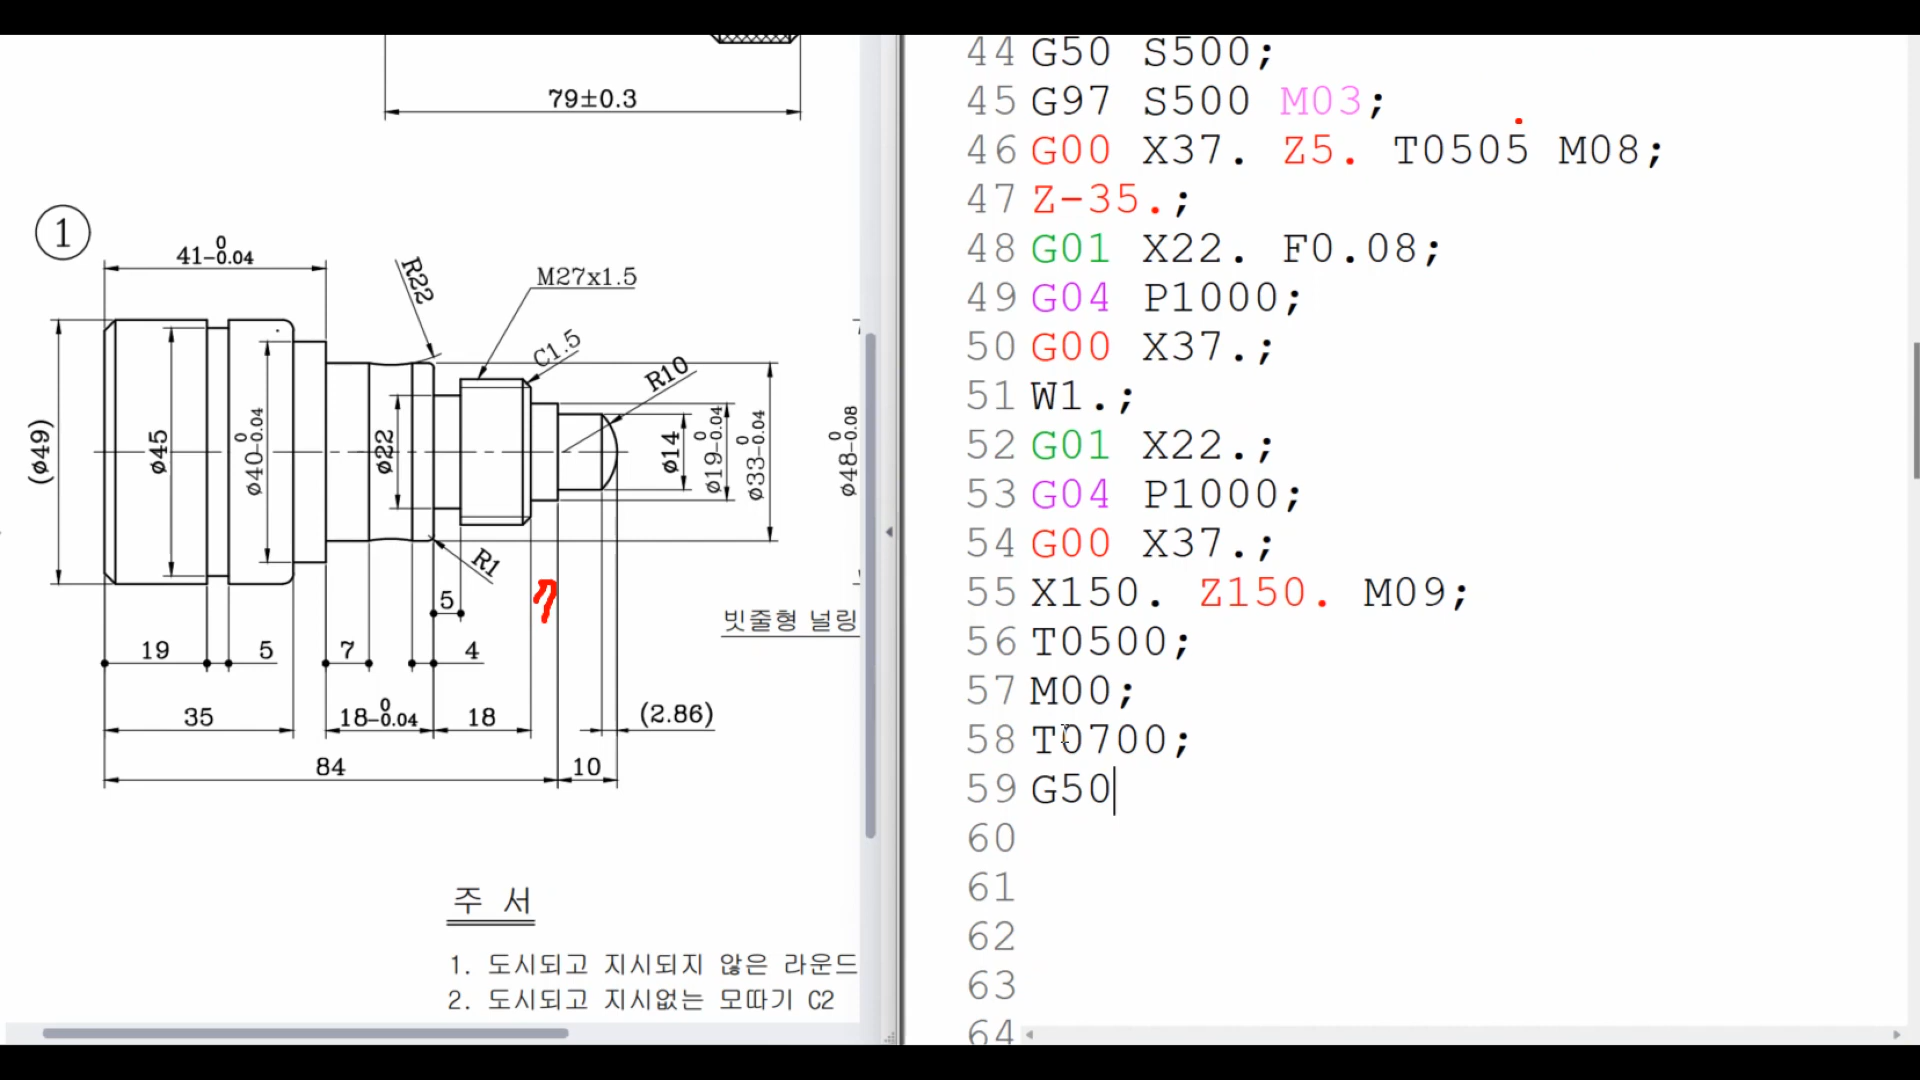 79±0.3
1
41 0 -0.04
R22
M27x1.5
C1.5
R10
(ø49)
ø45
ø40 0 -0.04
ø22
ø14
ø19 0 -0.04
ø33 0 -0.04
ø48 0 -0.08
R1
5
빗줄형 널링
19
5
7
4
35
18 0 -0.04
18
(2.86)
84
10
주 서
1. 도시되고 지시되지 않은 라운드
2. 도시되고 지시없는 모따기 C2
44 G50 S500;
45 G97 S500 M03;
46 G00 X37. Z5. T0505 M08;
47 Z-35.;
48 G01 X22. F0.08;
49 G04 P1000;
50 G00 X37.;
51 W1.;
52 G01 X22.;
53 G04 P1000;
54 G00 X37.;
55 X150. Z150. M09;
56 T0500;
57 M00;
58 T0700;
59 G50
60
61
62
63
64